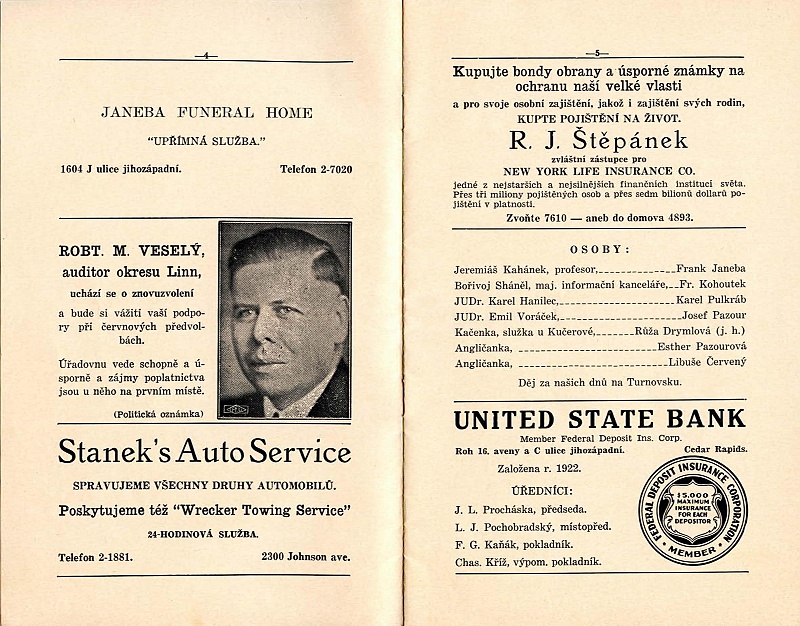 —4—
JANEBA FUNERAL HOME
“UPŘÍMNÁ SLUŽBA.”
1604 J ulice jihozápadní. Telefon 2-7020
ROBT. M. VESELÝ,
auditor okresu Linn,
uchází se o znovuzvolení
a bude si vážiti vaší podpo-
ry při červnových předvol-
bách.
Úřadovnu vede schopně a ú-
sporně a zájmy poplatnictva
jsou u něho na prvním místě.
(Politická oznámka)
Stanek's Auto Service
SPRAVUJEME VŠECHNY DRUHY AUTOMOBILŮ.
Poskytujeme též “Wrecker Towing Service”
24-HODINOVÁ SLUŽBA.
Telefon 2-1881. 2300 Johnson ave.
—5—
Kupujte bondy obrany a úsporné známky na
ochranu naší velké vlasti
a pro svoje osobní zajištění, jakož i zajištění svých rodin,
KUPTE POJIŠTĚNÍ NA ŽIVOT.
R. J. Štěpánek
zvláštní zástupce pro
NEW YORK LIFE INSURANCE CO.
jedné z nejstarších a nejsilnějších finančních institucí světa.
Přes tři miliony pojištěných osob a přes sedm bilionů dollarů po-
jištění v platnosti.
Zvoňte 7610 — aneb do domova 4893.
OSOBY:
Jeremiáš Kahánek, profesor,______________Frank Janeba
Bořivoj Sháněl, maj. informační kanceláře,__Fr. Kohoutek
JUDr. Karel Hanilec,____________________Karel Pulkráb
JUDr. Emil Voráček,_____________________Josef Pazour
Kačenka, služka u Kučerové,_______Růža Drymlová (j. h.)
Angličanka, _________________________Esther Pazourová
Angličanka, ___________________________Libuše Červený
Děj za našich dnů na Turnovsku.
UNITED STATE BANK
Member Federal Deposit Ins. Corp.
Roh 16. aveny a C ulice jihozápadní. Cedar Rapids.
Založena r. 1922.
ÚŘEDNÍCI:
J. L. Procháska, předseda.
L. J. Pochobradský, místopřed.
F. G. Kaňák, pokladník.
Chas. Kříž, výpom. pokladník.
FEDERAL DEPOSIT INSURANCE CORPORATION
$5,000
MAXIMUM
INSURANCE
FOR EACH
DEPOSITOR
• MEMBER •